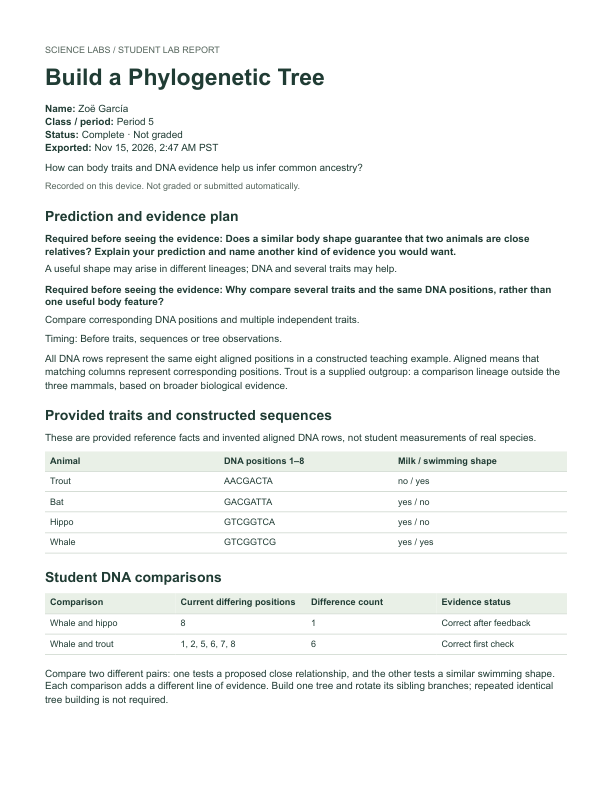 SCIENCE LABS / STUDENT LAB REPORT
Build a Phylogenetic Tree
Name: Zoë García
Class / period: Period 5
Status: Complete · Not graded
Exported: Nov 15, 2026, 2:47 AM PST
How can body traits and DNA evidence help us infer common ancestry?
Recorded on this device. Not graded or submitted automatically.
Prediction and evidence plan
Required before seeing the evidence: Does a similar body shape guarantee that two animals are close
relatives? Explain your prediction and name another kind of evidence you would want.
A useful shape may arise in different lineages; DNA and several traits may help.
Required before seeing the evidence: Why compare several traits and the same DNA positions, rather than
one useful body feature?
Compare corresponding DNA positions and multiple independent traits.
Timing: Before traits, sequences or tree observations.
All DNA rows represent the same eight aligned positions in a constructed teaching example. Aligned means that
matching columns represent corresponding positions. Trout is a supplied outgroup: a comparison lineage outside the
three mammals, based on broader biological evidence.
Provided traits and constructed sequences
These are provided reference facts and invented aligned DNA rows, not student measurements of real species.
Animal DNA positions 1–8 Milk / swimming shape
Trout AACGACTA no / yes
Bat GACGATTA yes / no
Hippo GTCGGTCA yes / no
Whale GTCGGTCG yes / yes
Student DNA comparisons
Comparison Current differing positions Difference count Evidence status
Whale and hippo 8 1 Correct after feedback
Whale and trout 1, 2, 5, 6, 7, 8 6 Correct first check
Compare two different pairs: one tests a proposed close relationship, and the other tests a similar swimming shape.
Each comparison adds a different line of evidence. Build one tree and rotate its sibling branches; repeated identical
tree building is not required.